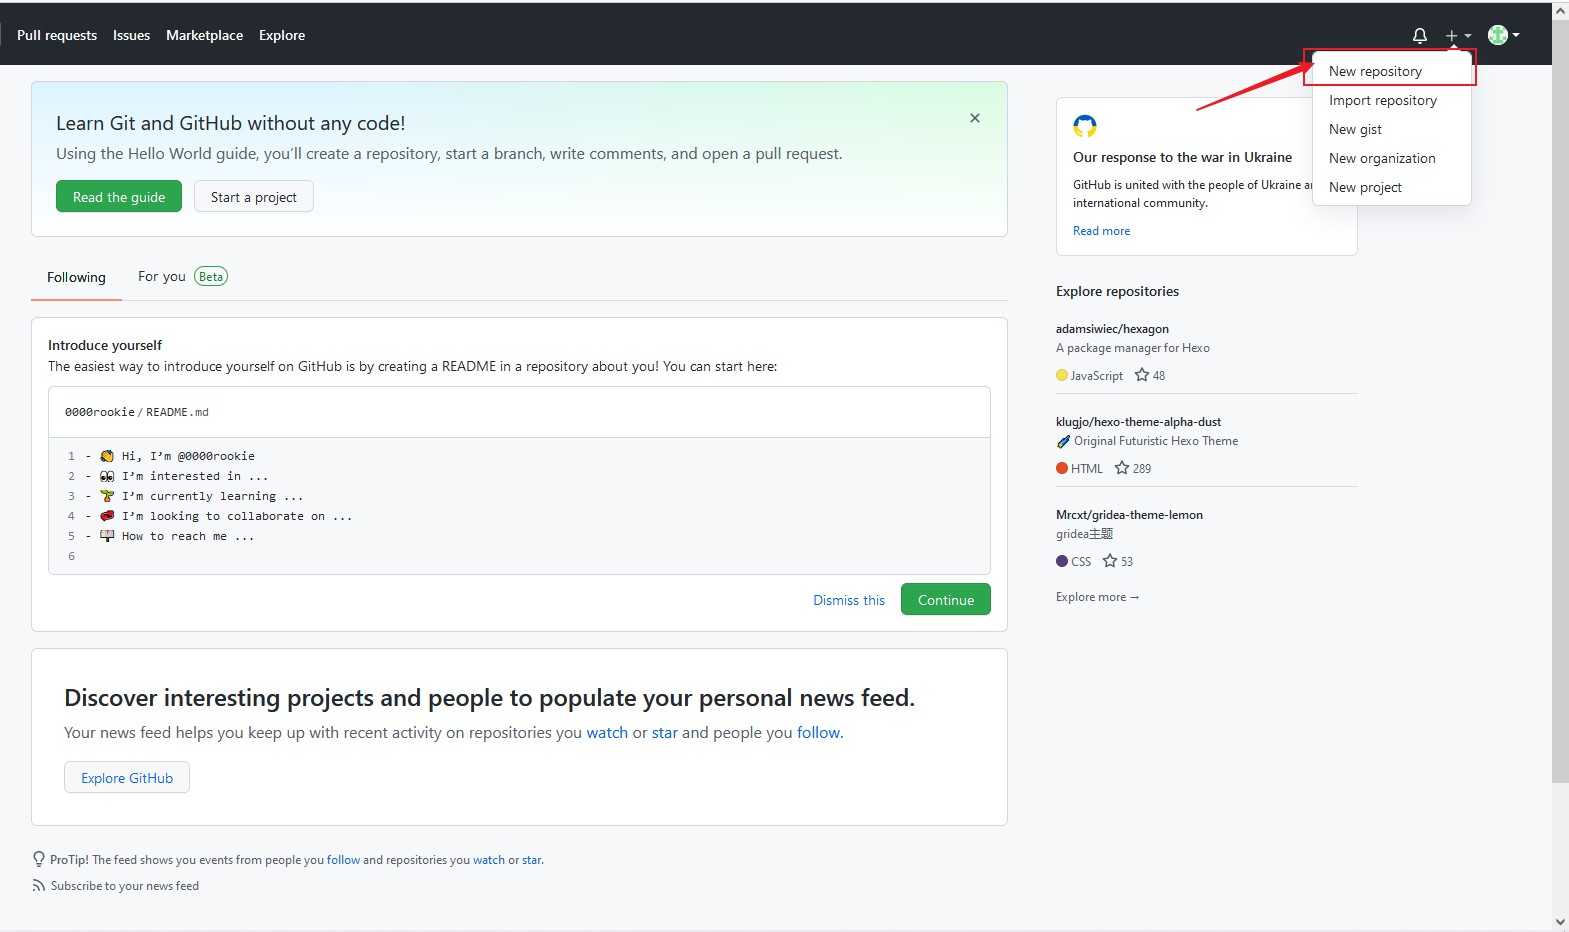 Pull requests Issues Marketplace Explore
New repository
Import repository
New gist
New organization
New project
Learn Git and GitHub without any code!
Using the Hello World guide, you’ll create a repository, start a branch, write comments, and open a pull request.
Read the guide Start a project
Following For you Beta
Introduce yourself
The easiest way to introduce yourself on GitHub is by creating a README in a repository about you! You can start here:
0000rookie / README.md
1 - 👋 Hi, I’m @0000rookie
2 - 👀 I’m interested in ...
3 - 🌱 I’m currently learning ...
4 - 💞️ I’m looking to collaborate on ...
5 - 📫 How to reach me ...
6
Dismiss this Continue
Discover interesting projects and people to populate your personal news feed.
Your news feed helps you keep up with recent activity on repositories you watch or star and people you follow.
Explore GitHub
ProTip! The feed shows you events from people you follow and repositories you watch or star.
Subscribe to your news feed
Our response to the war in Ukraine
GitHub is united with the people of Ukraine
international community.
Read more
Explore repositories
adamsiwiec/hexagon
A package manager for Hexo
JavaScript 48
klugjo/hexo-theme-alpha-dust
Original Futuristic Hexo Theme
HTML 289
Mrcxt/gridea-theme-lemon
gridea主题
CSS 53
Explore more →